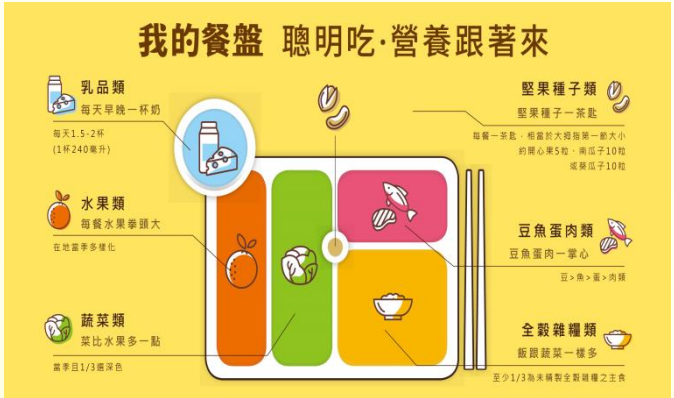 我的餐盤 聰明吃·營養跟著來
乳品類
每天早晚一杯奶
每天1.5-2杯
(1杯240毫升)
水果類
每餐水果拳頭大
在地當季多樣化
蔬菜類
菜比水果多一點
當季且1/3選深色
堅果種子類
堅果種子一茶匙
每餐一茶匙，相當於大拇指第一節大小
約開心果5粒、南瓜子10粒
或葵瓜子10粒
豆魚蛋肉類
豆魚蛋肉一掌心
豆>魚>蛋>肉類
全穀雜糧類
飯跟蔬菜一樣多
至少1/3為未精製全穀雜糧之主食